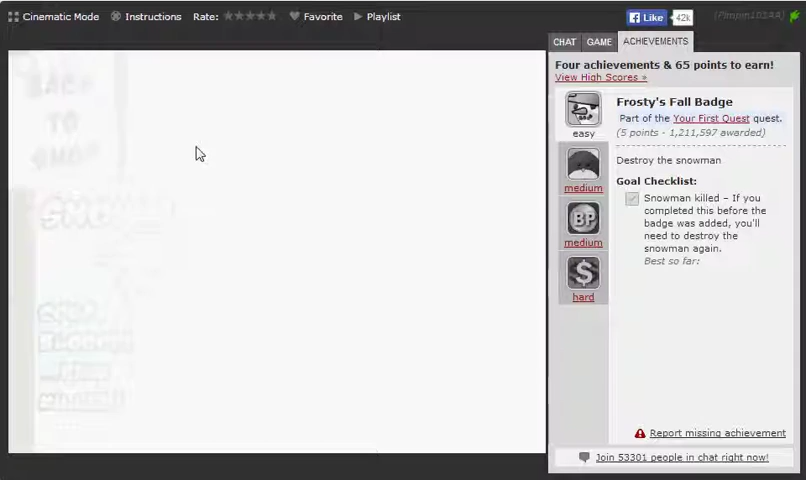 Cinematic Mode Instructions Rate: Favorite Playlist Like 42k
CHAT GAME ACHIEVEMENTS
Four achievements & 65 points to earn!
View High Scores »
Frosty's Fall Badge
Part of the Your First Quest quest.
(5 points - 1,211,597 awarded)
easy
Destroy the snowman
Goal Checklist:
Snowman killed – If you
completed this before the
badge was added, you'll
need to destroy the
snowman again.
Best so far:
medium
BP
medium
$
hard
BACK
TO
Report missing achievement
Join 53301 people in chat right now!